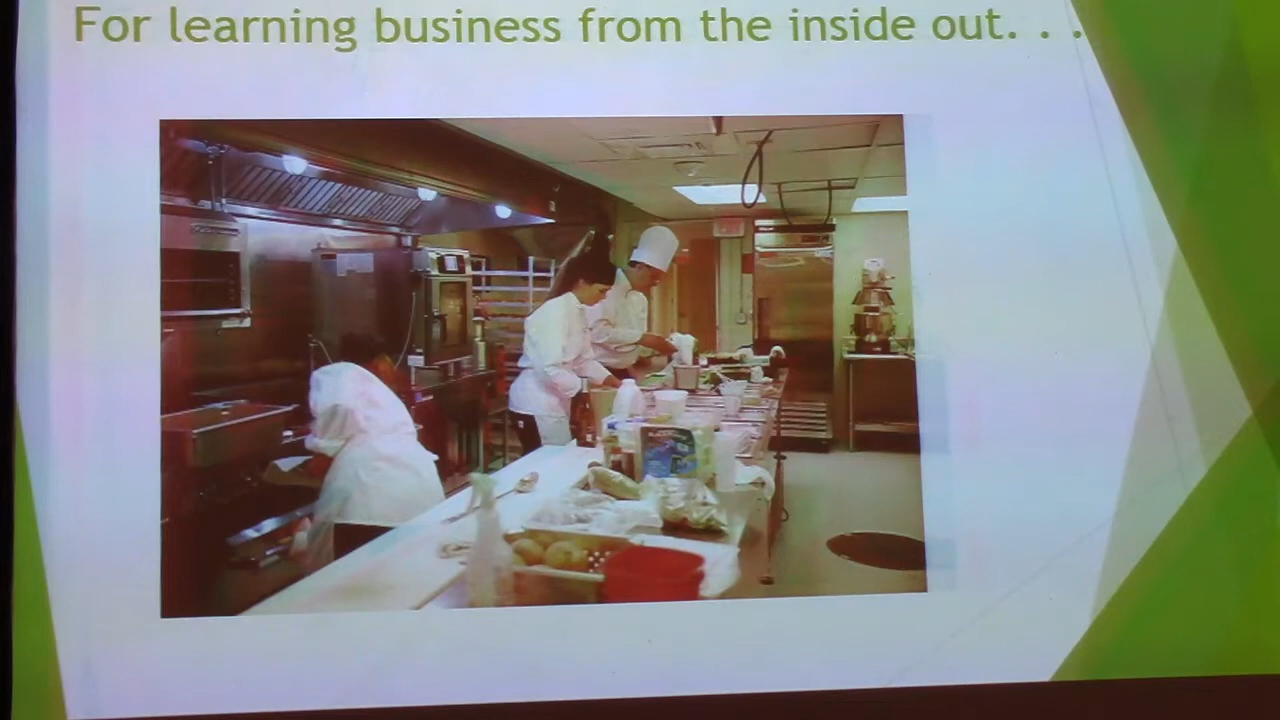 For learning business from the inside out. . .